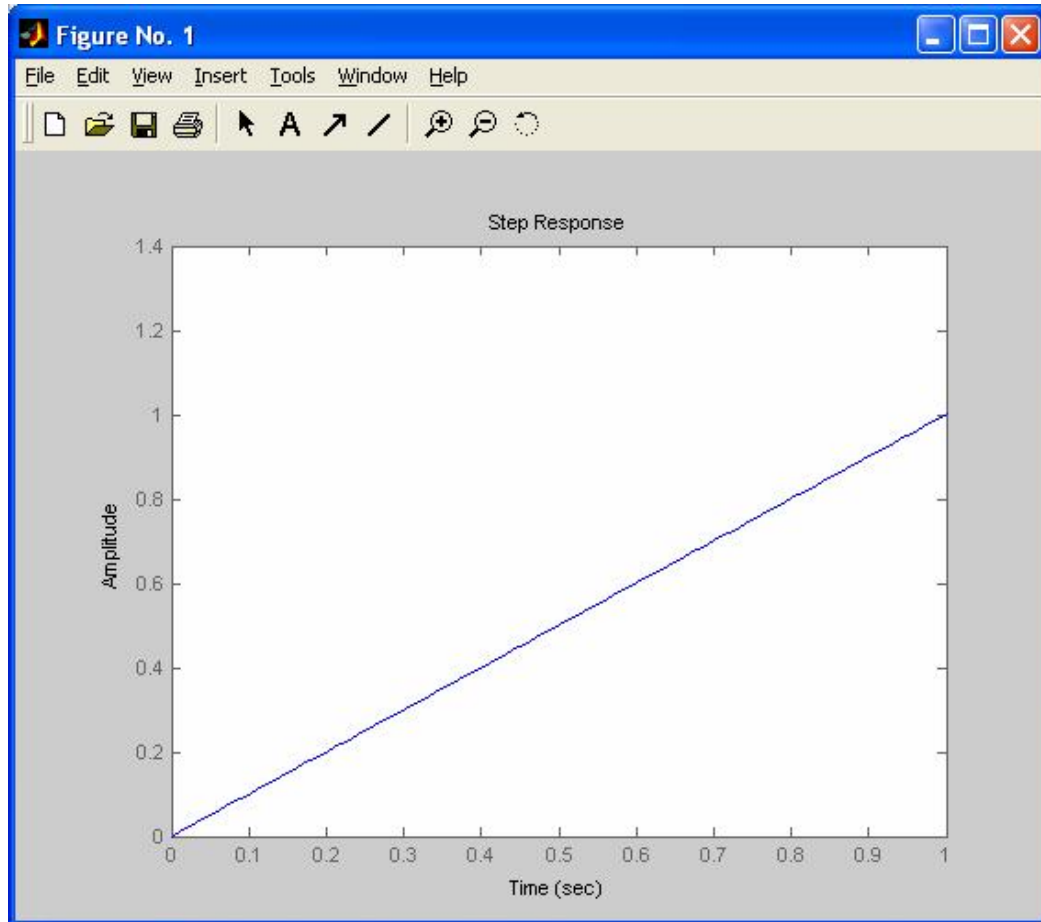 Figure No. 1
File Edit View Insert Tools Window Help
A
Step Response
1.4
1.2
1
0.8
0.6
0.4
0.2
0
Amplitude
0 0.1 0.2 0.3 0.4 0.5 0.6 0.7 0.8 0.9 1
Time (sec)